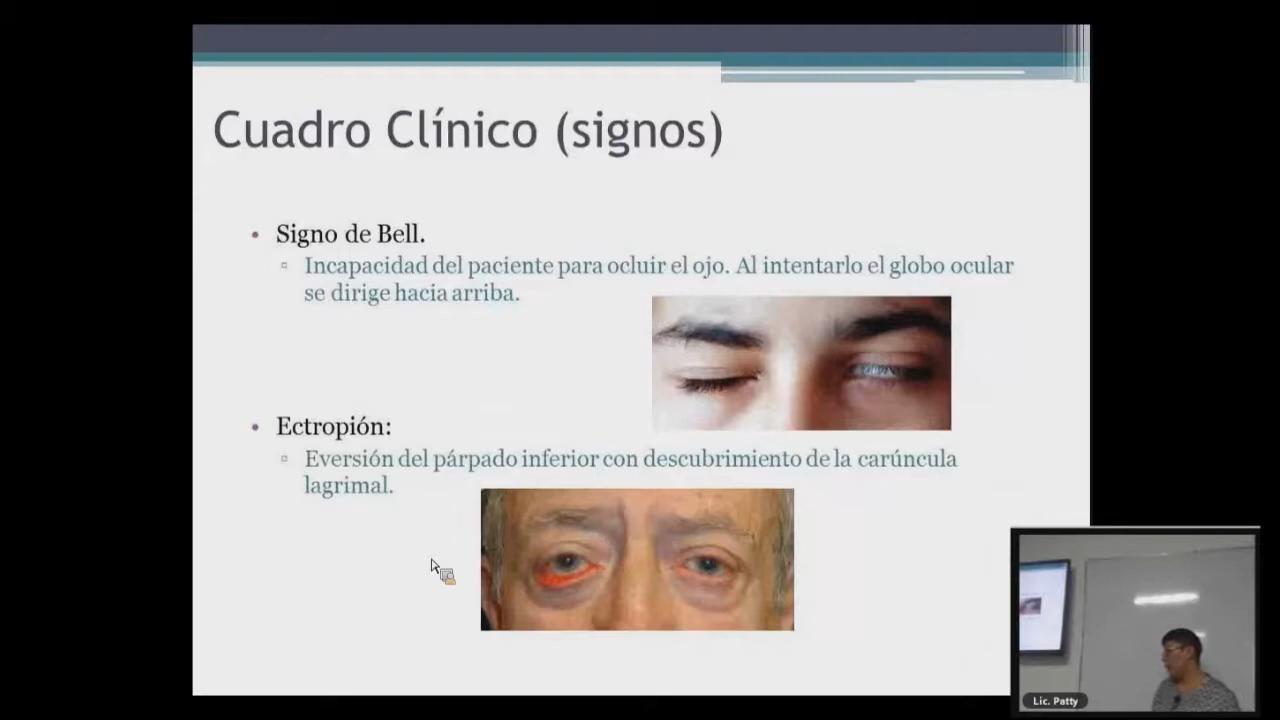 Cuadro Clínico (signos)
• Signo de Bell.
▫ Incapacidad del paciente para ocluir el ojo. Al intentarlo el globo ocular
se dirige hacia arriba.
• Ectropión:
▫ Eversión del párpado inferior con descubrimiento de la carúncula
lagrimal.
Lic. Patty